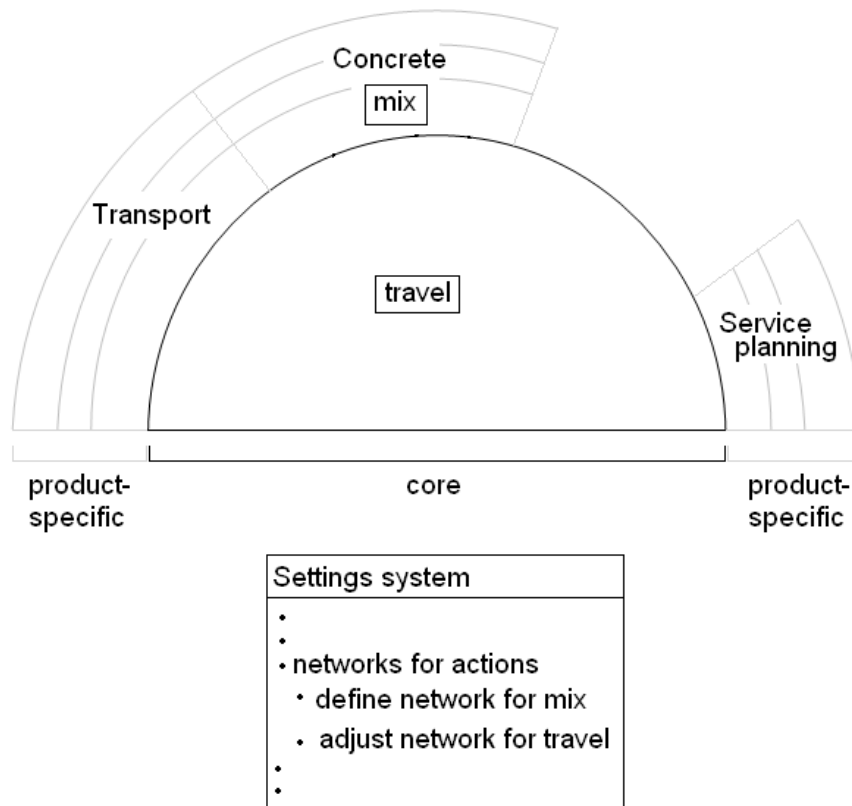 Concrete
mix
Transport
travel
Service
planning
product-
specific
core
product-
specific
Settings system
networks for actions
define network for mix
adjust network for travel